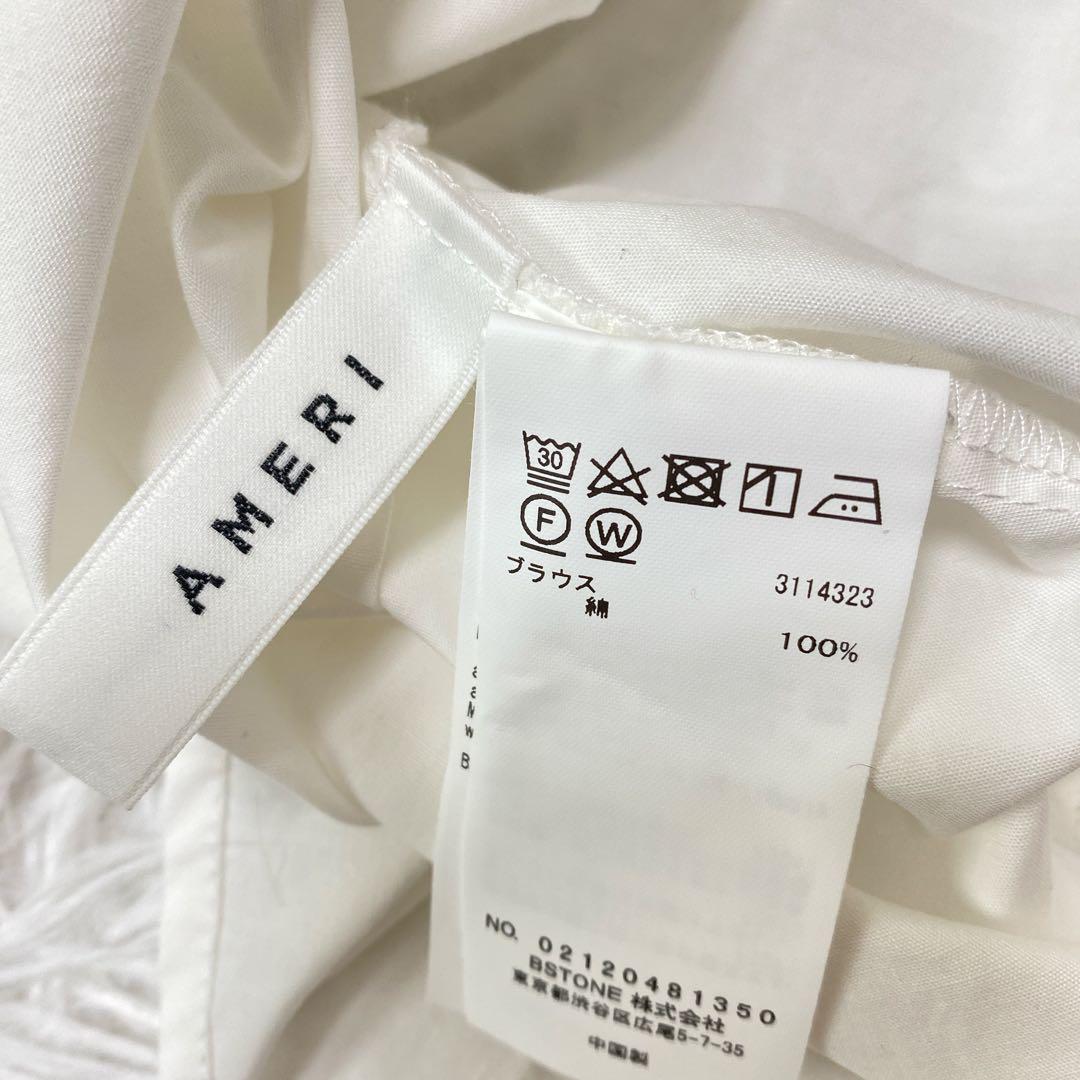 AMERI
30
F W
ブラウス 3114323
綿 100%
a
a
M
w
B
NO. 02120481350
BSTONE 株式会社
東京都渋谷区広尾5-7-35
中国製